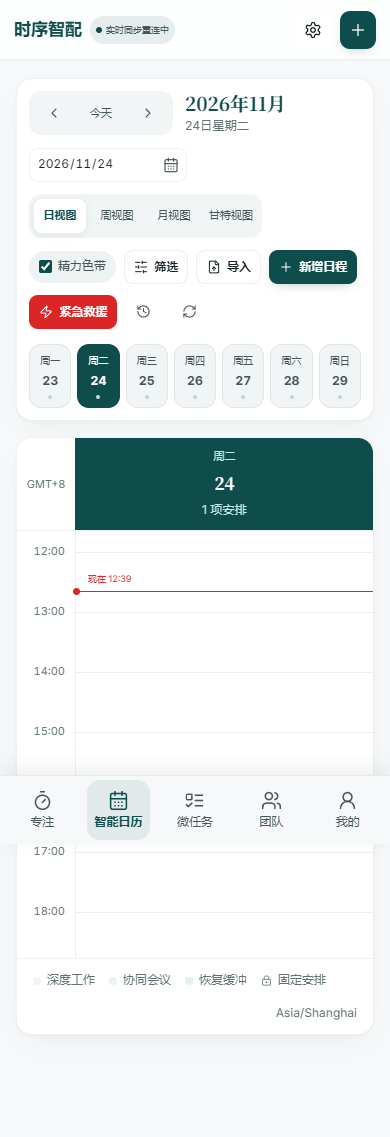 时序智配
实时同步重连中
今天
2026年11月
24日星期二
2026/11/24
日视图 周视图 月视图 甘特视图
精力色带 筛选 导入 新增日程
紧急救援
周一 周二 周三 周四 周五 周六 周日
23 24 25 26 27 28 29
GMT+8
周二
24
1 项安排
12:00
现在 12:39
13:00
14:00
15:00
专注 智能日历 微任务 团队 我的
17:00
18:00
深度工作 协同会议 恢复缓冲 固定安排
Asia/Shanghai